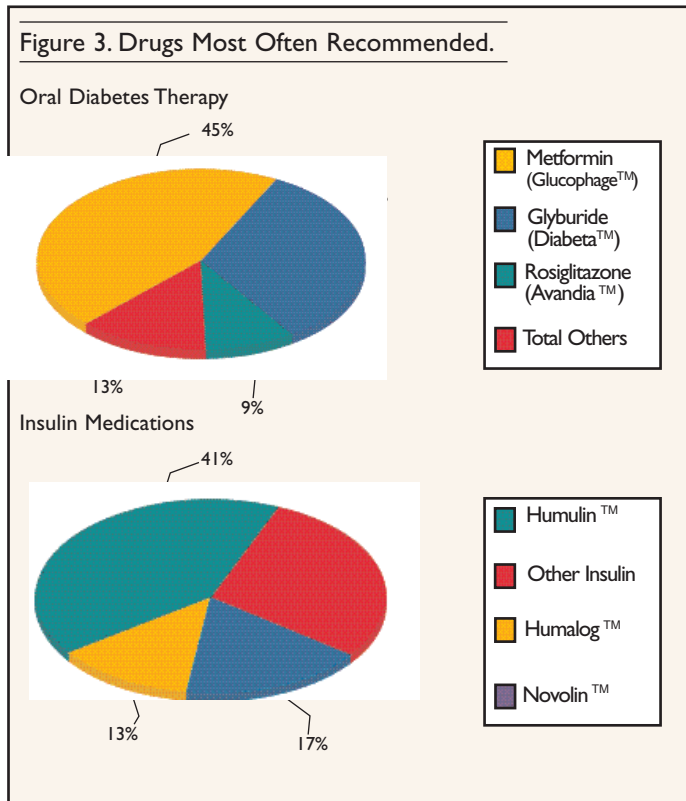 Figure 3. Drugs Most Often Recommended.
Oral Diabetes Therapy
45%
Metformin
(Glucophage™)
Glyburide
(Diabeta™)
Rosiglitazone
(Avandia ™)
Total Others
13%
9%
Insulin Medications
41%
Humulin ™
Other Insulin
Humalog ™
Novolin ™
13%
17%